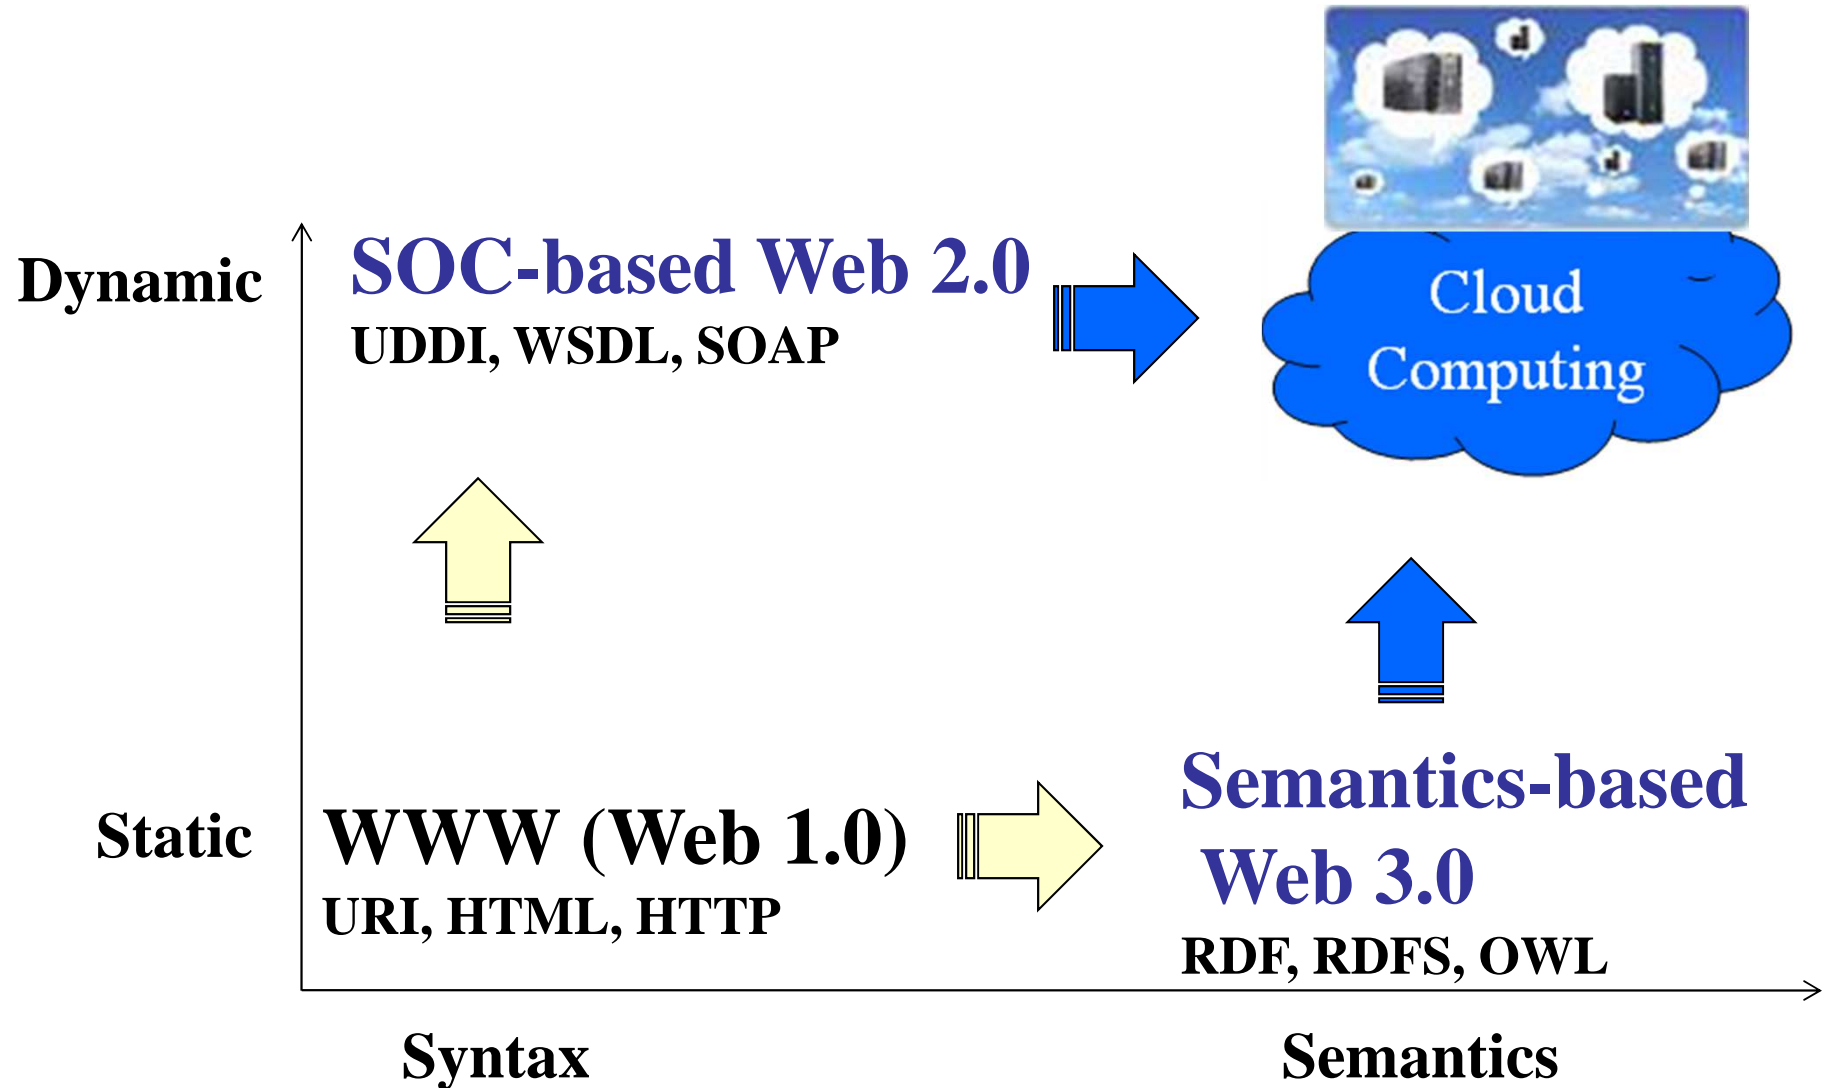 Dynamic
SOC-based Web 2.0
UDDI, WSDL, SOAP
Cloud
Computing
Static
WWW (Web 1.0)
URI, HTML, HTTP
Semantics-based
Web 3.0
RDF, RDFS, OWL
Syntax
Semantics